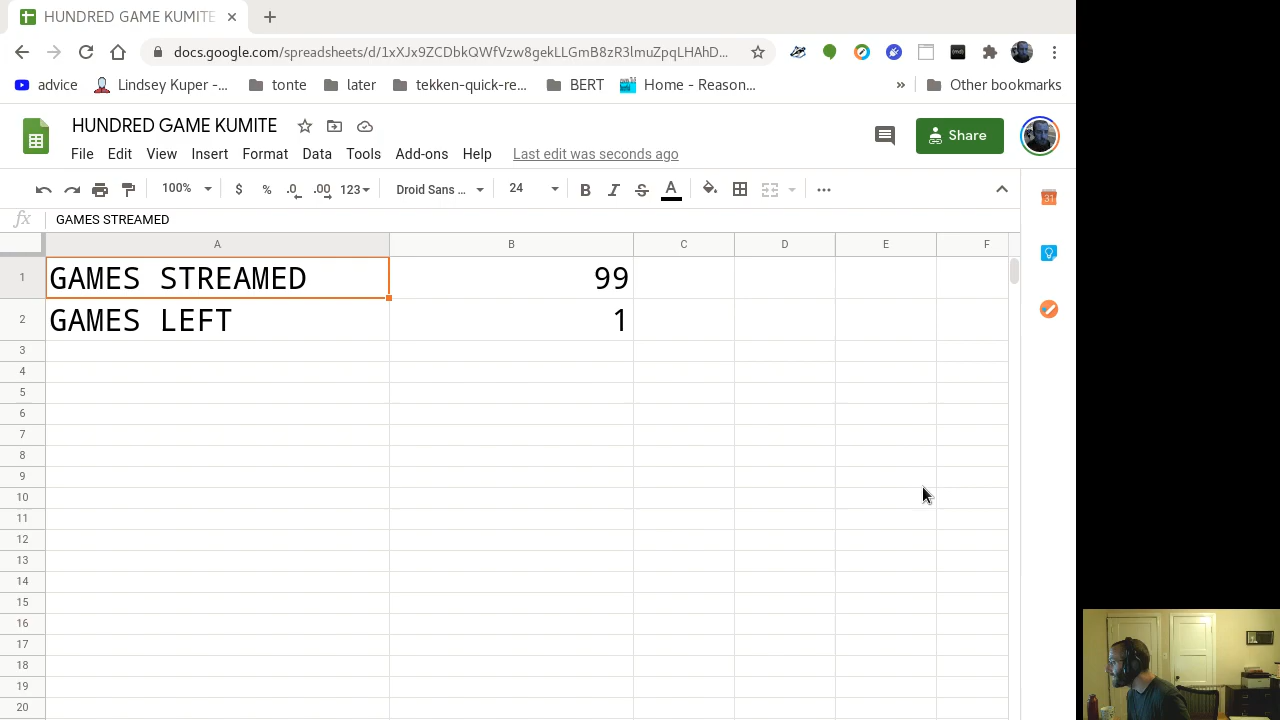 HUNDRED GAME KUMITE
docs.google.com/spreadsheets/d/1xXJx9ZCDbkQWfVzw8gekLLGmB8zR3lmuZpqLHAhD...
advice Lindsey Kuper -... tonte later tekken-quick-re... BERT Home - Reason... » Other bookmarks
HUNDRED GAME KUMITE
Share
File Edit View Insert Format Data Tools Add-ons Help Last edit was seconds ago
100% $ % .0 .00 123 Droid Sans ... 24 B I S A
fx GAMES STREAMED
A B C D E F
1 GAMES STREAMED 99
2 GAMES LEFT 1
3
4
5
6
7
8
9
10
11
12
13
14
15
16
17
18
19
20
31